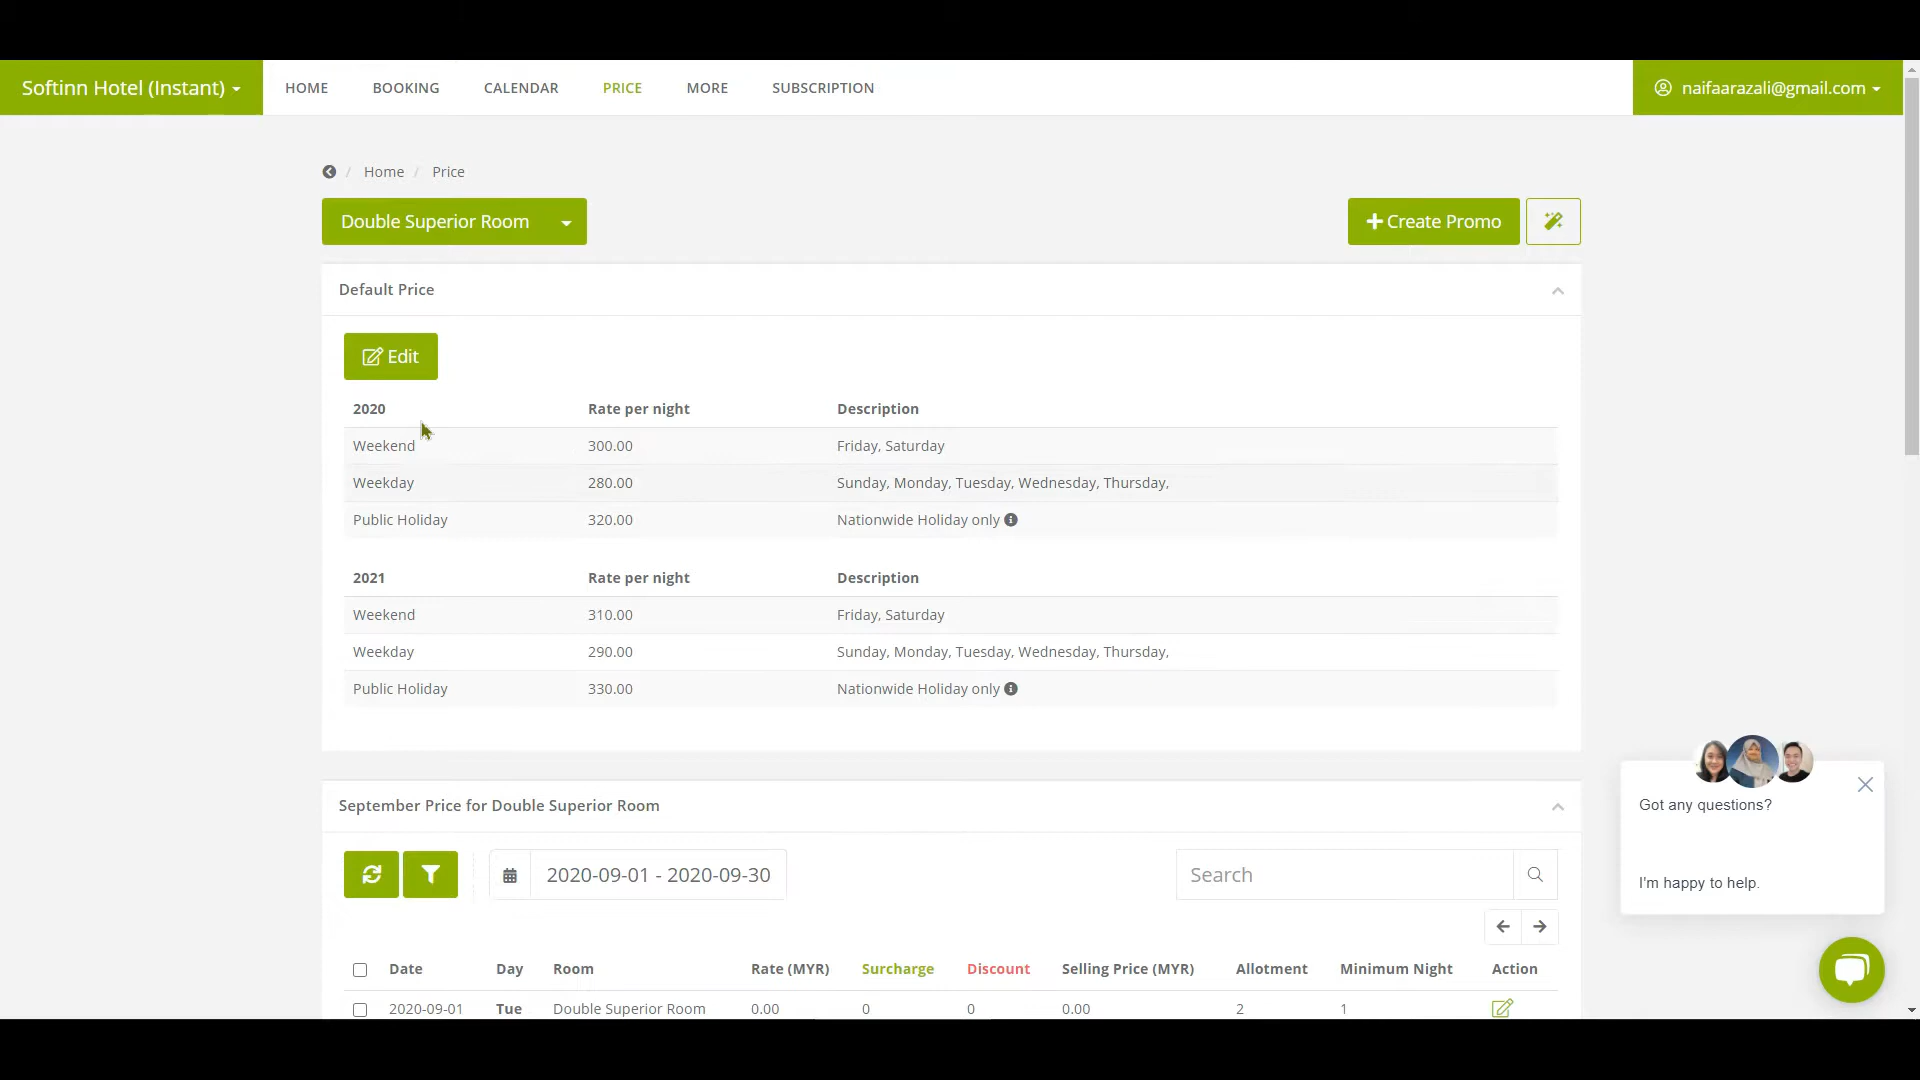 Softinn Hotel (Instant) HOME BOOKING CALENDAR PRICE MORE SUBSCRIPTION naifaarazali@gmail.com
/ Home / Price
Double Superior Room Create Promo
Default Price
Edit
2020 Rate per night Description
Weekend 300.00 Friday, Saturday
Weekday 280.00 Sunday, Monday, Tuesday, Wednesday, Thursday,
Public Holiday 320.00 Nationwide Holiday only
2021 Rate per night Description
Weekend 310.00 Friday, Saturday
Weekday 290.00 Sunday, Monday, Tuesday, Wednesday, Thursday,
Public Holiday 330.00 Nationwide Holiday only
September Price for Double Superior Room
Got any questions?
2020-09-01 - 2020-09-30 Search
I'm happy to help.
Date Day Room Rate (MYR) Surcharge Discount Selling Price (MYR) Allotment Minimum Night Action
2020-09-01 Tue Double Superior Room 0.00 0 0 0.00 2 1